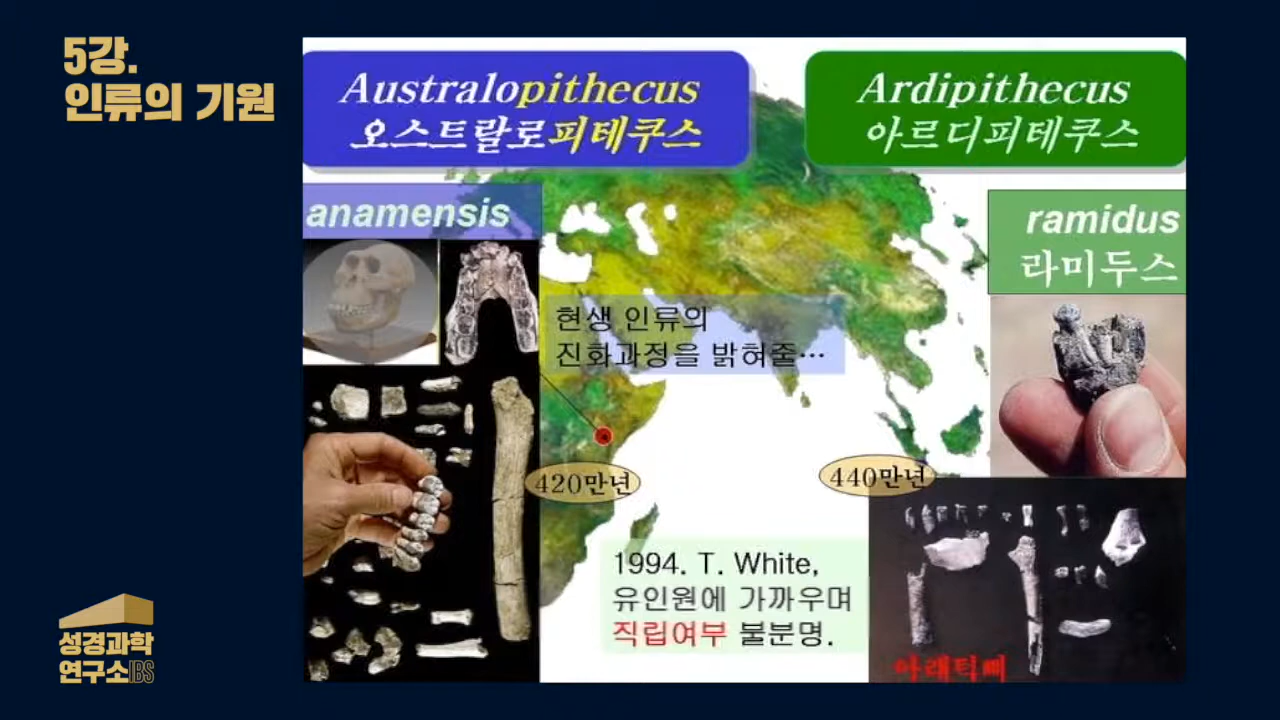 5강.
인류의 기원
Australopithecus
오스트랄로피테쿠스
Ardipithecus
아르디피테쿠스
anamensis
ramidus
라미두스
현생 인류의
진화과정을 밝혀줄…
420만년
440만년
1994. T. White,
유인원에 가까우며
직립여부 불분명.
아래턱뼈
성경과학
연구소IBS